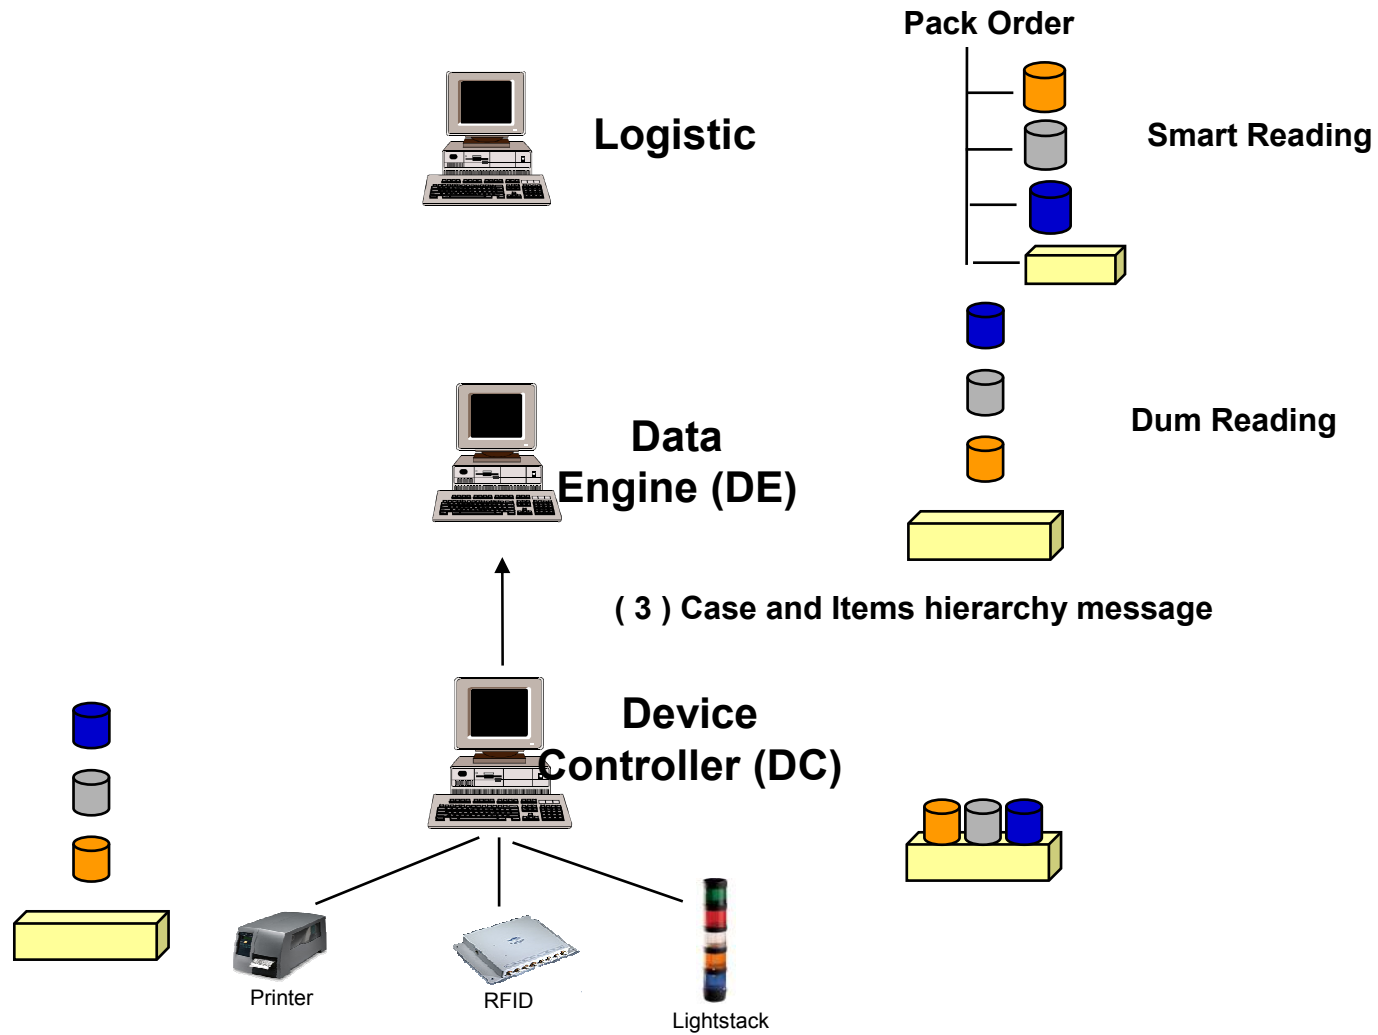 Pack Order
Logistic
Smart Reading
Data
Engine (DE)
Dum Reading
( 3 ) Case and Items hierarchy message
Device
Controller (DC)
Printer
RFID
Lightstack